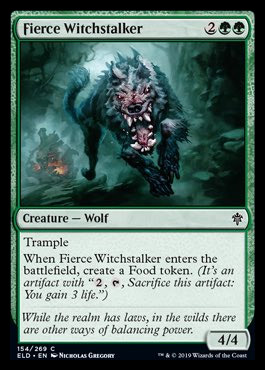 Fierce Witchstalker 2
Creature — Wolf
Trample
When Fierce Witchstalker enters the
battlefield, create a Food token. (It's an
artifact with "2, , Sacrifice this artifact:
You gain 3 life.")
While the realm has laws, in the wilds there
are other ways of balancing power.
4/4
154/269 C
ELD • EN Nicholas Gregory ™ & © 2019 Wizards of the Coast